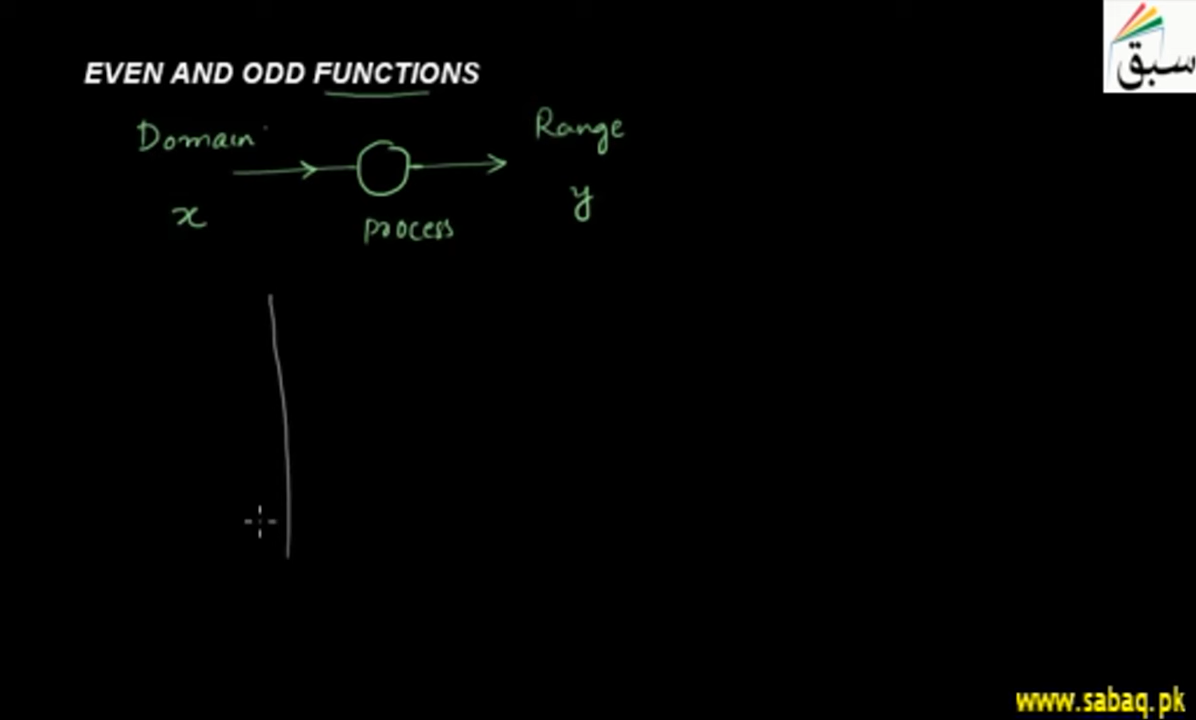 سبق
EVEN AND ODD FUNCTIONS
Domain
Range
x
y
process
www.sabaq.pk